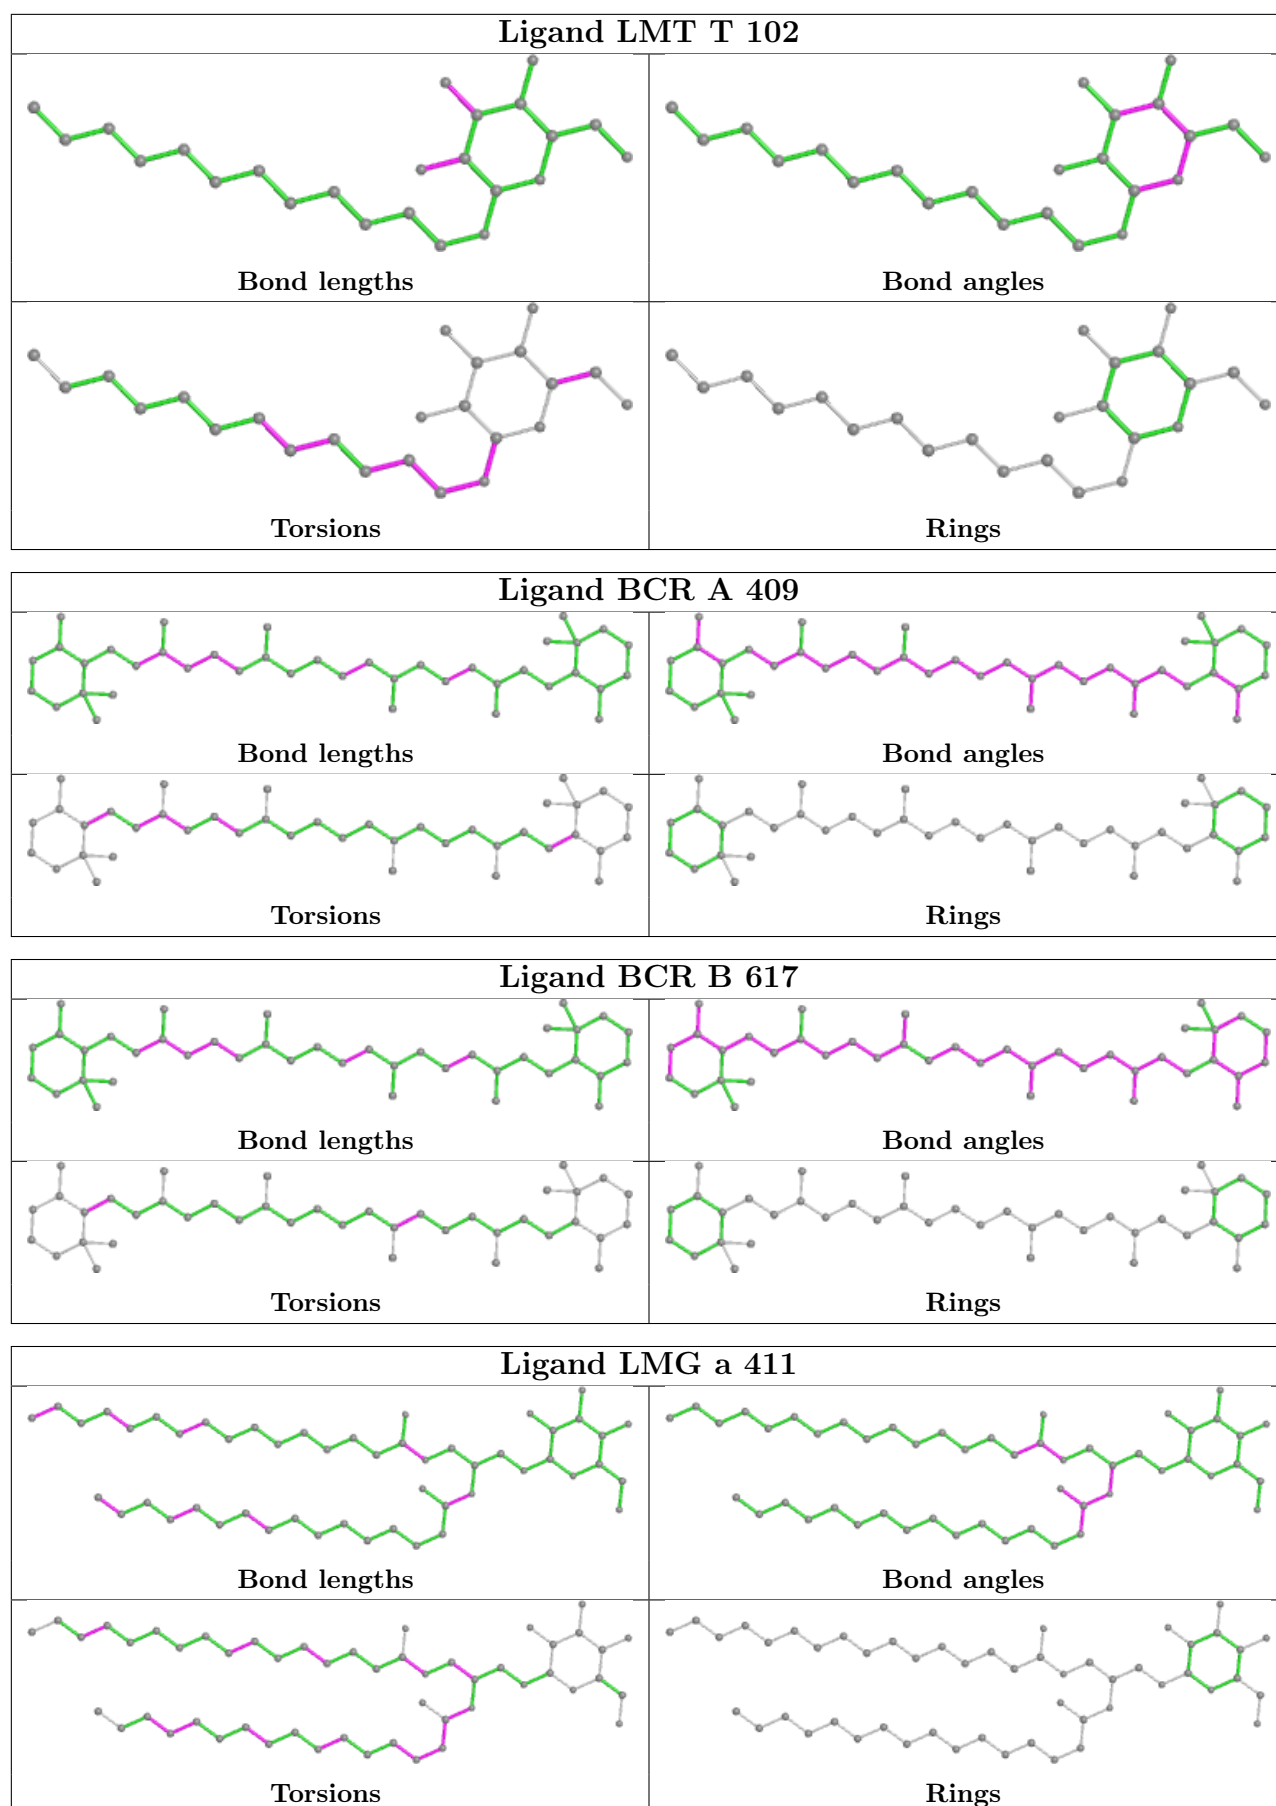 Ligand LMT T 102
Bond lengths
Bond angles
Torsions
Rings
Ligand BCR A 409
Bond lengths
Bond angles
Torsions
Rings
Ligand BCR B 617
Bond lengths
Bond angles
Torsions
Rings
Ligand LMG a 411
Bond lengths
Bond angles
Torsions
Rings